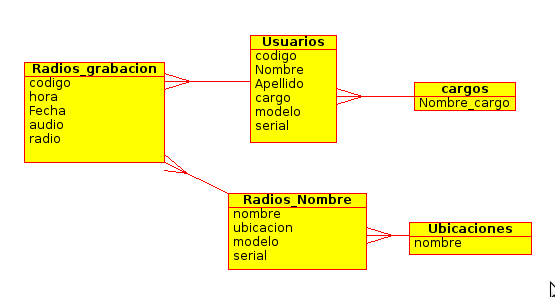 Usuarios
codigo
Nombre
Apellido
cargo
modelo
serial
Radios_grabacion
codigo
hora
Fecha
audio
radio
cargos
Nombre_cargo
Radios_Nombre
nombre
ubicacion
modelo
serial
Ubicaciones
nombre